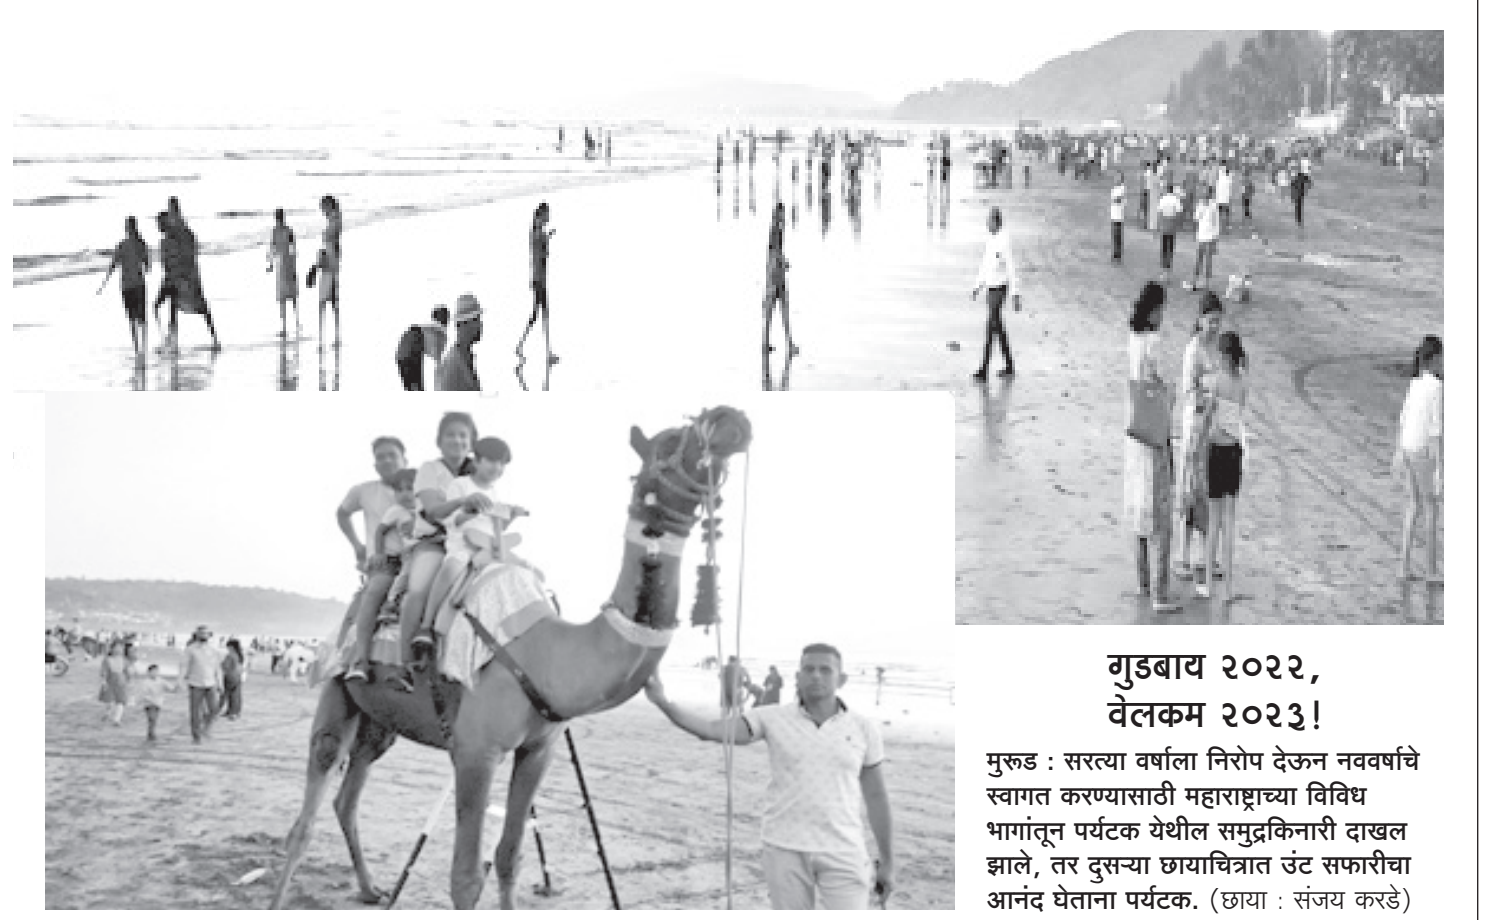 गुडबाय २०२२,
वेलकम २०२३!
मुरूड : सरत्या वर्षाला निरोप देऊन नववर्षाचे
स्वागत करण्यासाठी महाराष्ट्राच्या विविध
भागांतून पर्यटक येथील समुद्रकिनारी दाखल
झाले, तर दुसऱ्या छायाचित्रात उंट सफारीचा
आनंद घेताना पर्यटक. (छाया : संजय करडे)